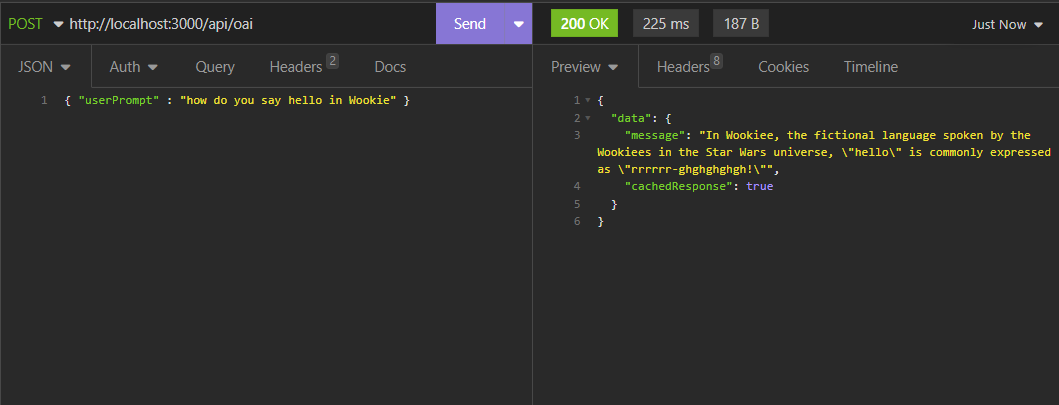 POST http://localhost:3000/api/oai Send 200 OK 225 ms 187 B Just Now
JSON Auth Query Headers 2 Docs Preview Headers 8 Cookies Timeline
1 { "userPrompt" : "how do you say hello in Wookie" }
1 {
2 "data": {
3 "message": "In Wookiee, the fictional language spoken by the
Wookiees in the Star Wars universe, \"hello\" is commonly expressed
as \"rrrrrr-ghghghghgh!\"",
4 "cachedResponse": true
5 }
6 }